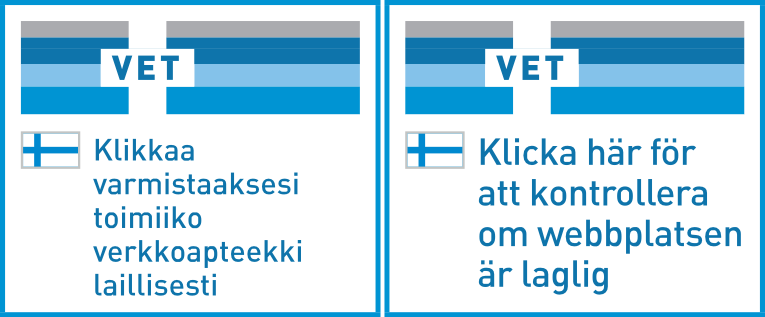 VET
Klikkaa
varmistaaksesi
toimiiko
verkkoapteekki
laillisesti
VET
Klicka här för
att kontrollera
om webbplatsen
är laglig